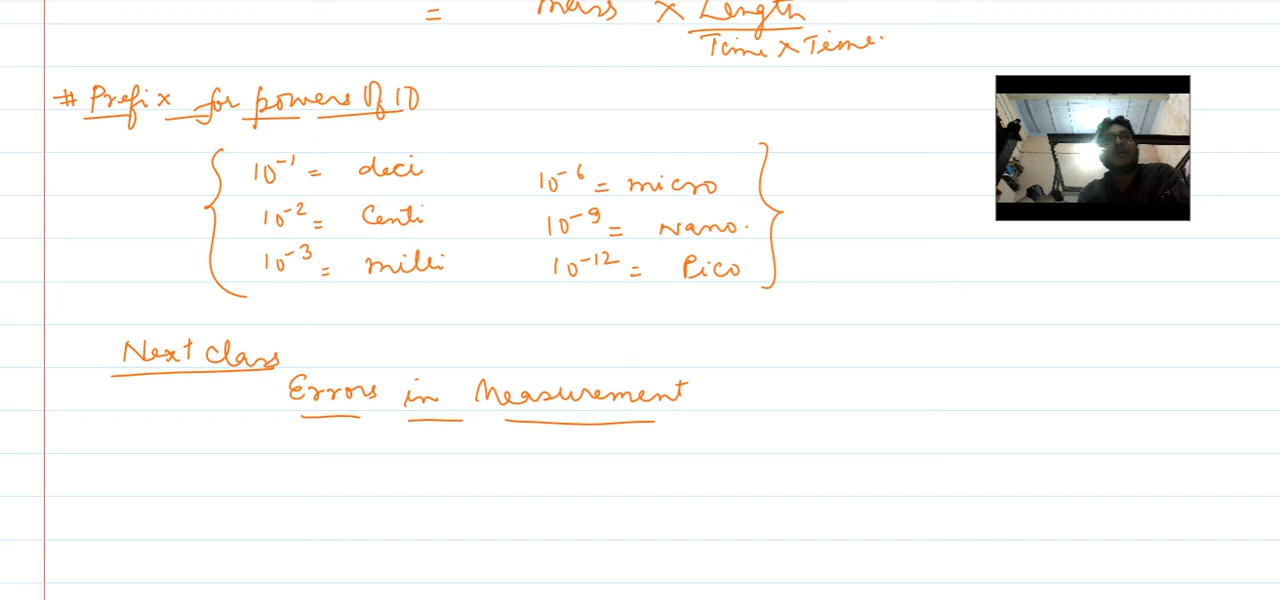 = Mass × Length
Time × Time.
# Prefix for powers of 10
10⁻¹ = deci
10⁻² = Centi
10⁻³ = milli
10⁻⁶ = micro
10⁻⁹ = Nano.
10⁻¹² = Pico
Next class
Errors in Measurement